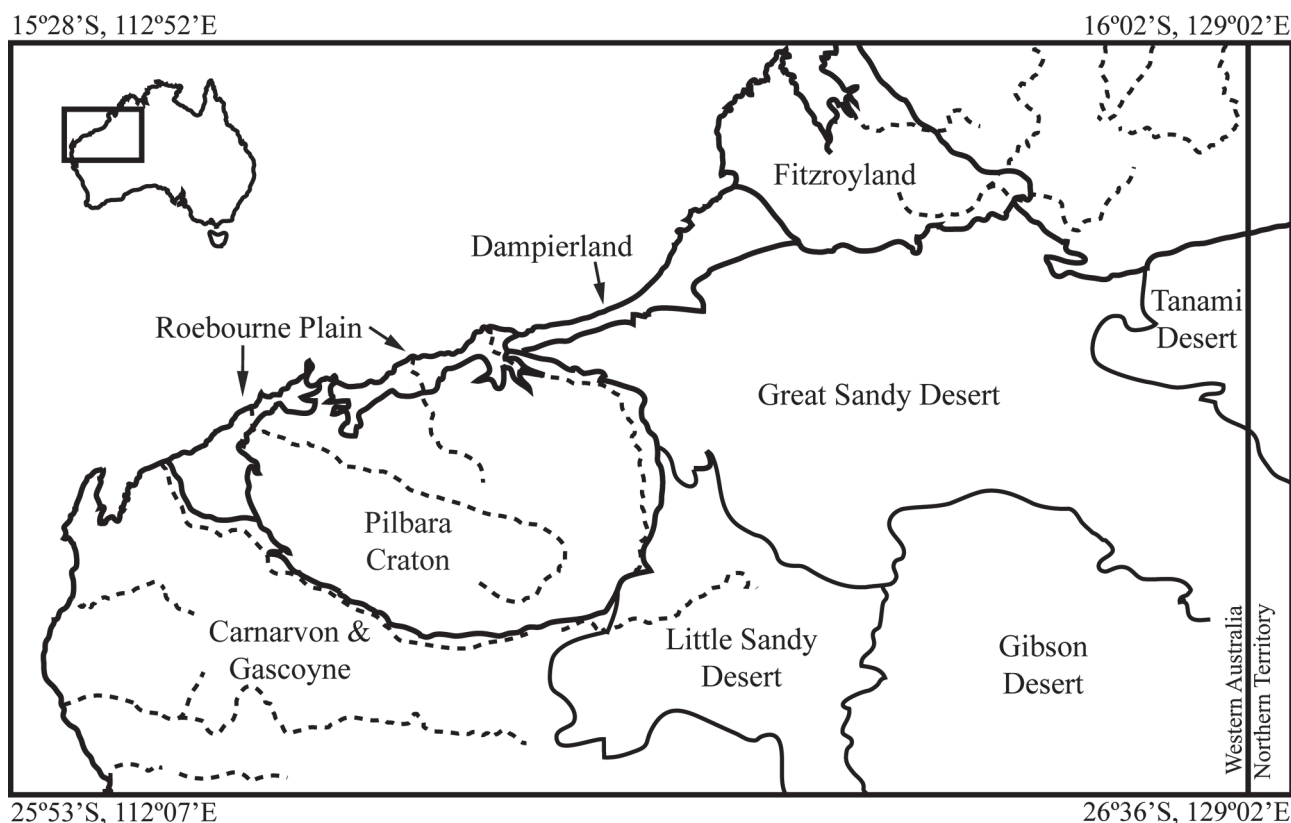 15º28’S, 112º52’E
16º02’S, 129º02’E
Fitzroyland
Dampierland
Tanami
Desert
Roebourne Plain
Great Sandy Desert
Pilbara
Craton
Carnarvon &
Gascoyne
Little Sandy
Desert
Gibson
Desert
Western Australia
Northern Territory
25º53’S, 112º07’E
26º36’S, 129º02’E